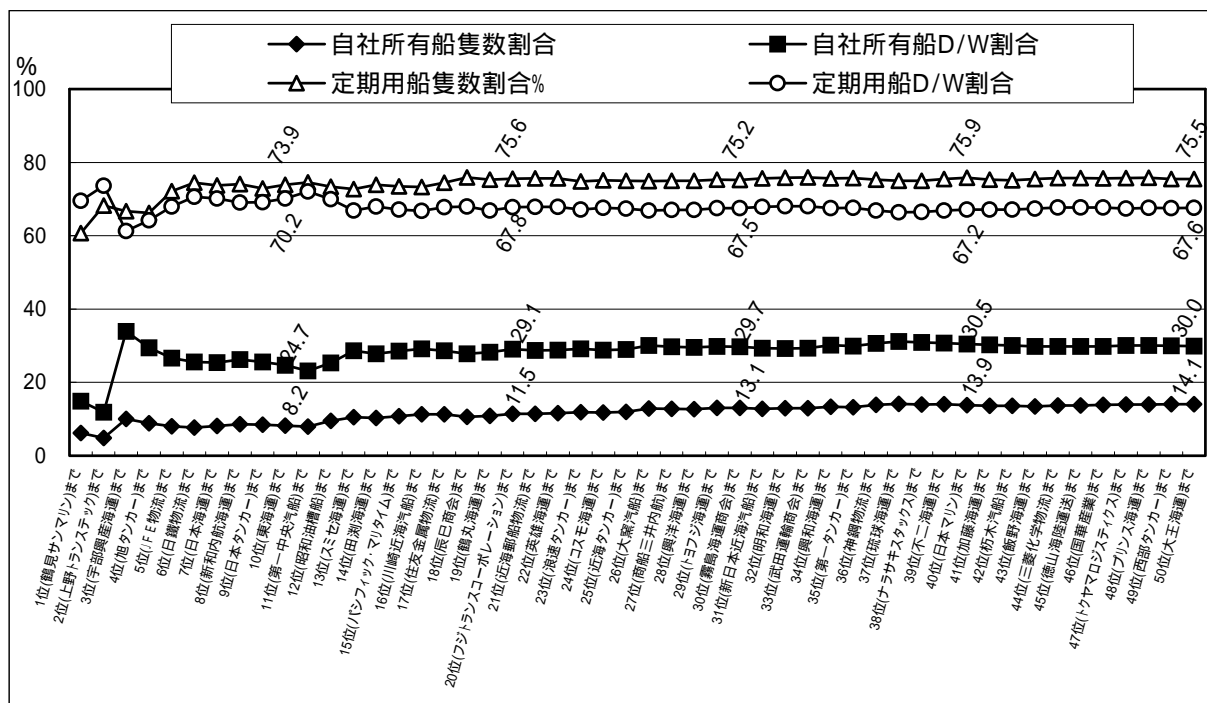 自社所有船隻数割合
自社所有船D/W割合
定期用船隻数割合%
定期用船D/W割合
%
100
80
60
40
20
0
73.9
75.6
75.2
75.9
75.5
70.2
67.8
67.5
67.2
67.6
24.7
29.1
29.7
30.5
30.0
8.2
11.5
13.1
13.9
14.1
1位(鶴見サンマリン)まで
2位(上野トランステック)まで
3位(宇部興産海運)まで
4位(旭タンカー)まで
5位(JFE物流)まで
6位(日鐵物流)まで
7位(日本海運)まで
8位(新和内航海運)まで
9位(日本タンカー)まで
10位(東海運)まで
11位(第一中央汽船)まで
12位(昭和油槽船)まで
13位(スミセ海運)まで
14位(田渕海運)まで
15位(パシフィック・マリタイム)まで
16位(川崎近海汽船)まで
17位(住友金属物流)まで
18位(辰巳商会)まで
19位(鶴丸海運)まで
20位(フジトランスコーポレーション)まで
21位(近海郵船物流)まで
22位(英雄海運)まで
23位(浪速タンカー)まで
24位(コスモ海運)まで
25位(近海タンカー)まで
26位(大窯汽船)まで
27位(商船三井内航)まで
28位(興洋海運)まで
29位(トヨフジ海運)まで
30位(霧島海運商会)まで
31位(新日本近海汽船)まで
32位(明和海運)まで
33位(武田運輸商会)まで
34位(興和海運)まで
35位(第一タンカー)まで
36位(神鋼物流)まで
37位(琉球海運)まで
38位(ナラサキスタックス)まで
39位(不二海運)まで
40位(日本マリン)まで
41位(加藤海運)まで
42位(栃木汽船)まで
43位(飯野海運)まで
44位(三菱化学物流)まで
45位(徳山海陸運送)まで
46位(国華産業)まで
47位(トクヤマロジスティクス)まで
48位(プリンス海運)まで
49位(西部タンカー)まで
50位(大王海運)まで